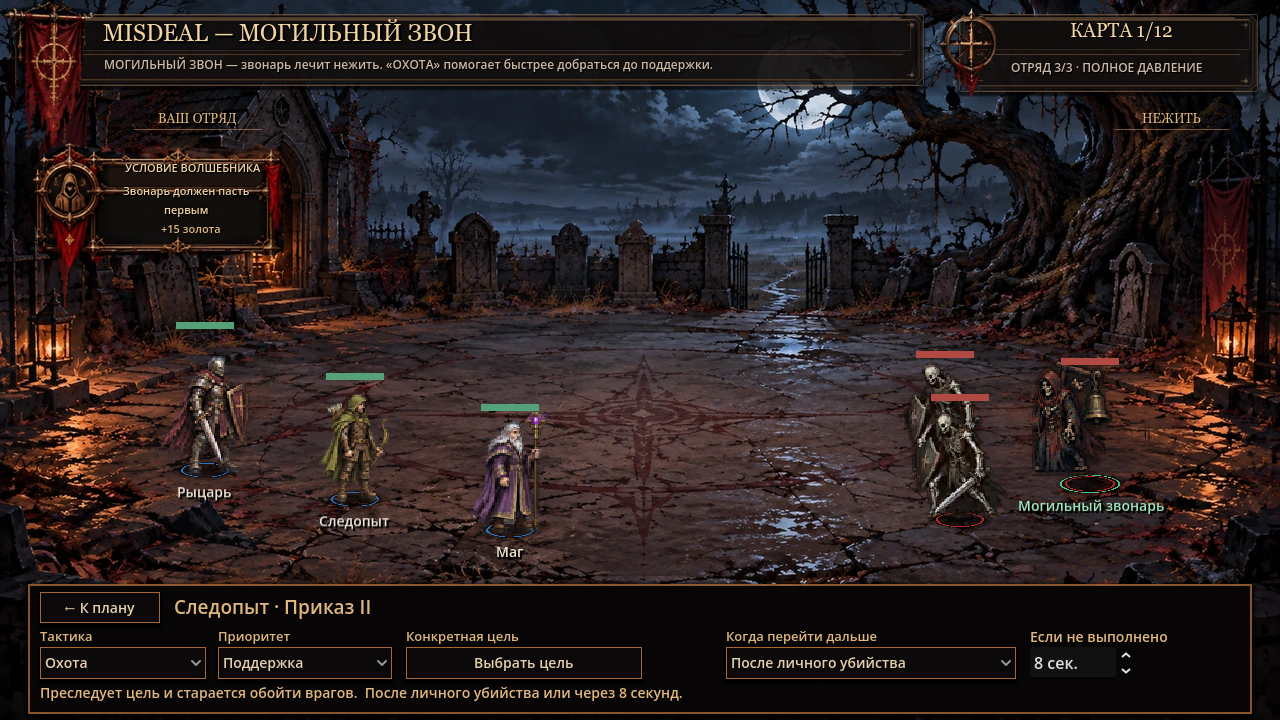 MISDEAL — МОГИЛЬНЫЙ ЗВОН
МОГИЛЬНЫЙ ЗВОН — звонарь лечит нежить. «ОХОТА» помогает быстрее добраться до поддержки.
КАРТА 1/12
ОТРЯД 3/3 · ПОЛНОЕ ДАВЛЕНИЕ
ВАШ ОТРЯД
НЕЖИТЬ
УСЛОВИЕ ВОЛШЕБНИКА
Звонарь должен пасть
первым
+15 золота
Рыцарь
Следопыт
Маг
Могильный звонарь
← К плану
Следопыт · Приказ II
Тактика
Приоритет
Конкретная цель
Когда перейти дальше
Если не выполнено
Охота
Поддержка
Выбрать цель
После личного убийства
8 сек.
Преследует цель и старается обойти врагов. После личного убийства или через 8 секунд.